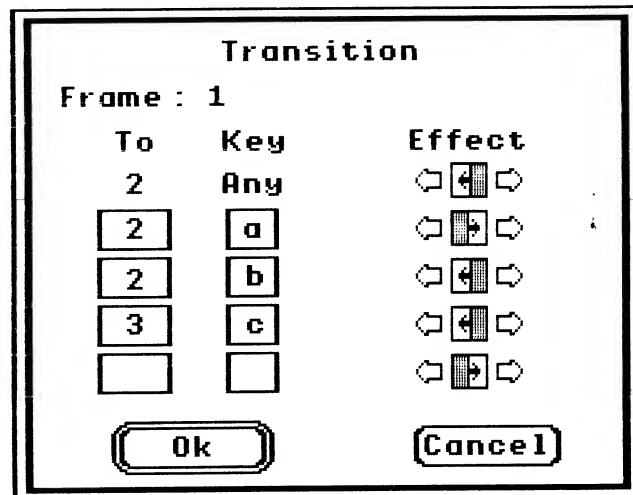 Transition
Frame : 1
To Key Effect
2 Any
2 a
2 b
3 c
Ok Cancel